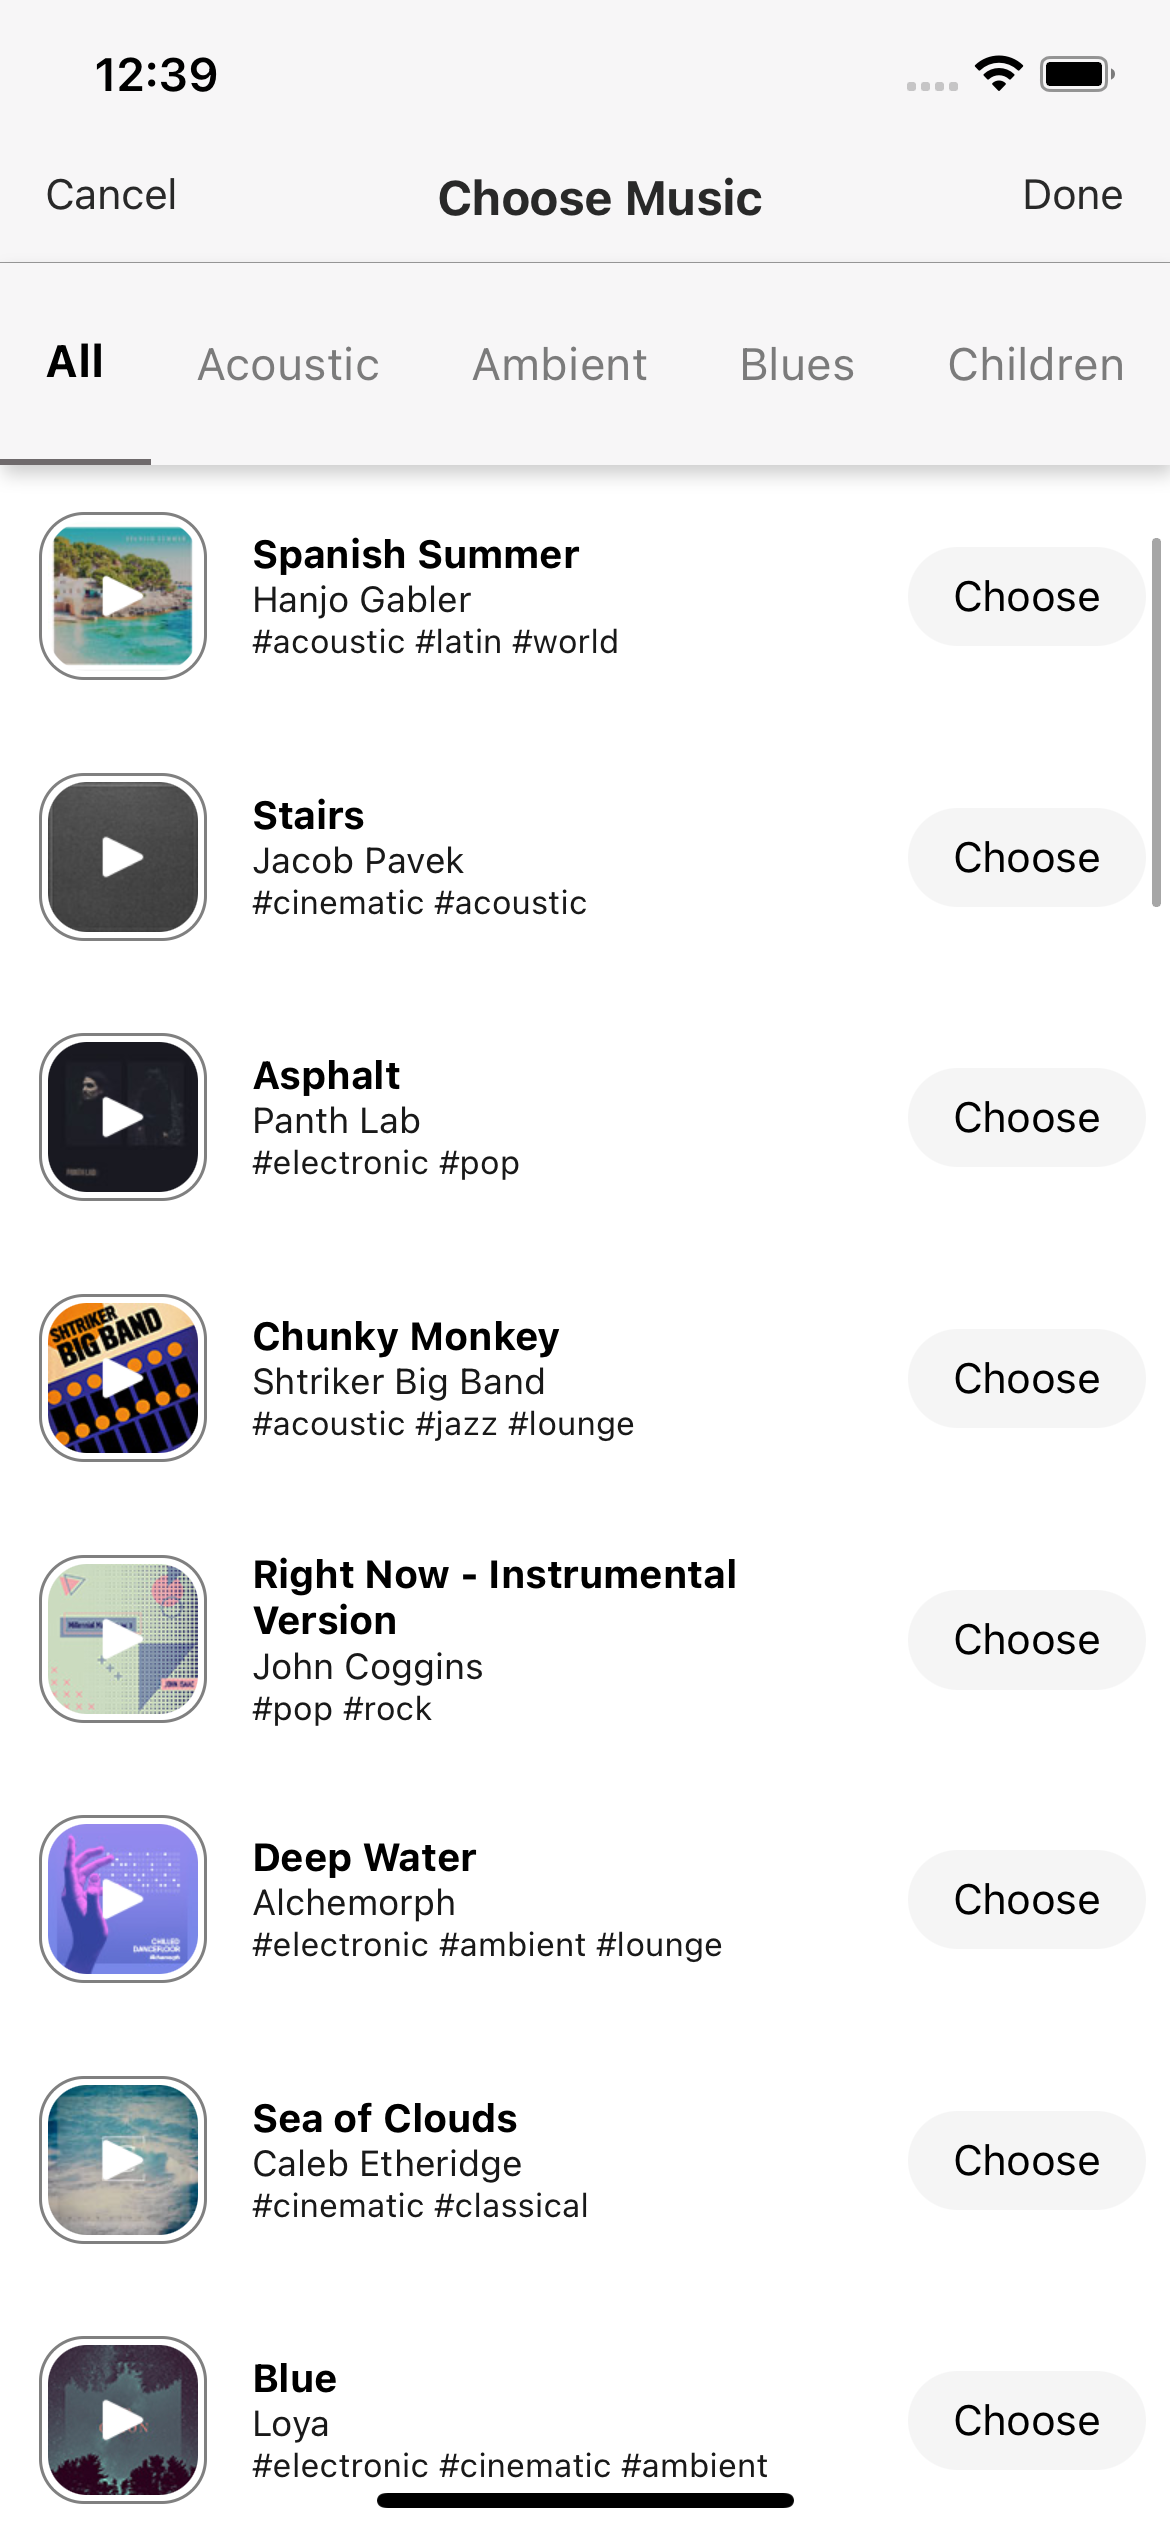 12:39
Cancel
Choose Music
Done
All
Acoustic
Ambient
Blues
Children
SPANISH SUMMER
Spanish Summer
Hanjo Gabler
#acoustic #latin #world
Choose
Stairs
Jacob Pavek
#cinematic #acoustic
Choose
PANTH LAB
Asphalt
Panth Lab
#electronic #pop
Choose
SHTRIKER
BIG BAND
Chunky Monkey
Shtriker Big Band
#acoustic #jazz #lounge
Choose
Right Now - Instrumental
Version
John Coggins
#pop #rock
Choose
CHILLED
DANCEFLOOR
Alchemorph
Deep Water
Alchemorph
#electronic #ambient #lounge
Choose
Sea of Clouds
Caleb Etheridge
#cinematic #classical
Choose
Blue
Loya
#electronic #cinematic #ambient
Choose